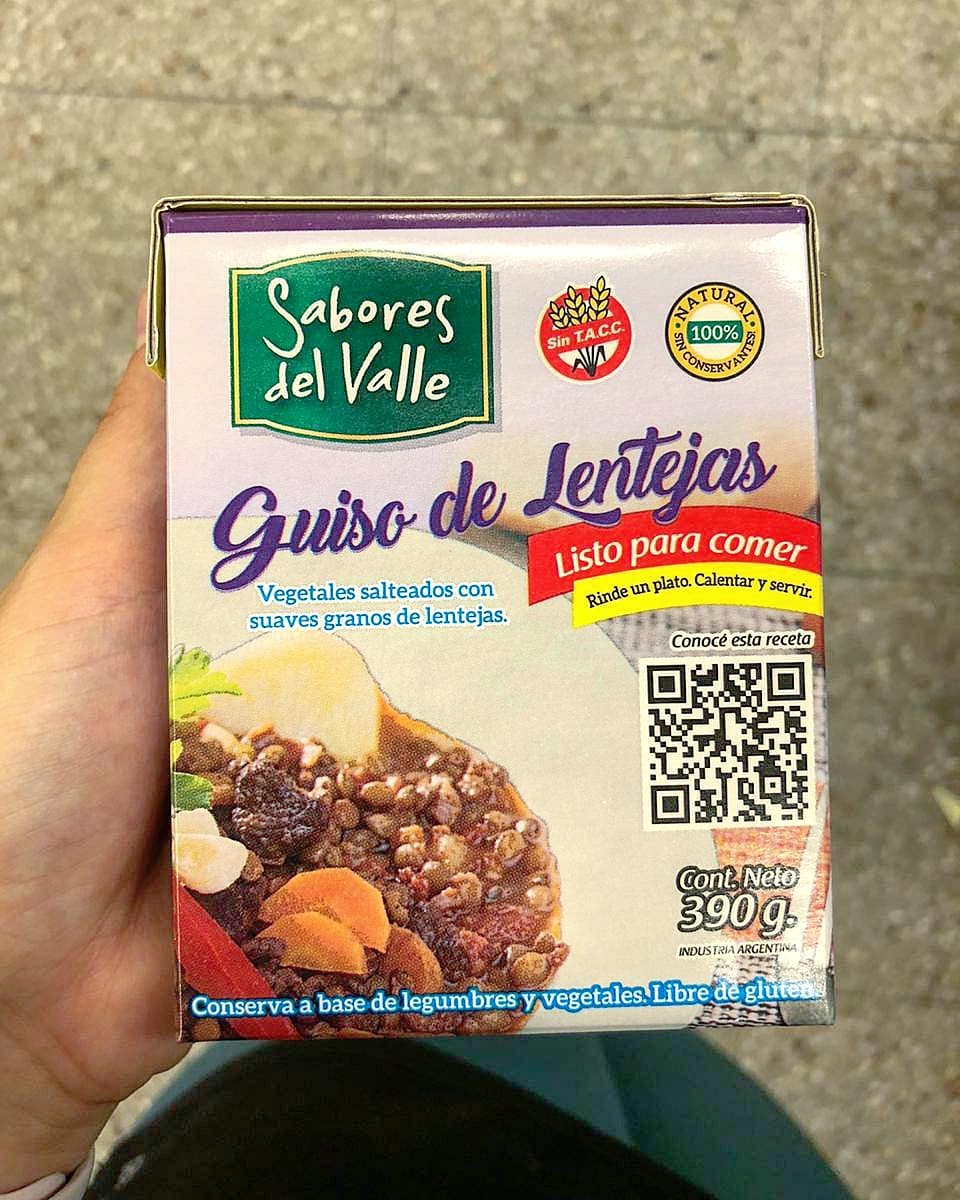 Sabores
del Valle
Sin T.A.C.C.
NATURAL
100%
SIN CONSERVANTES!
Guiso de Lentejas
Listo para comer
Rinde un plato. Calentar y servir.
Vegetales salteados con
suaves granos de lentejas.
Conocé esta receta
Cont. Neto
390 g.
INDUSTRIA ARGENTINA
Conserva a base de legumbres y vegetales. Libre de gluten.